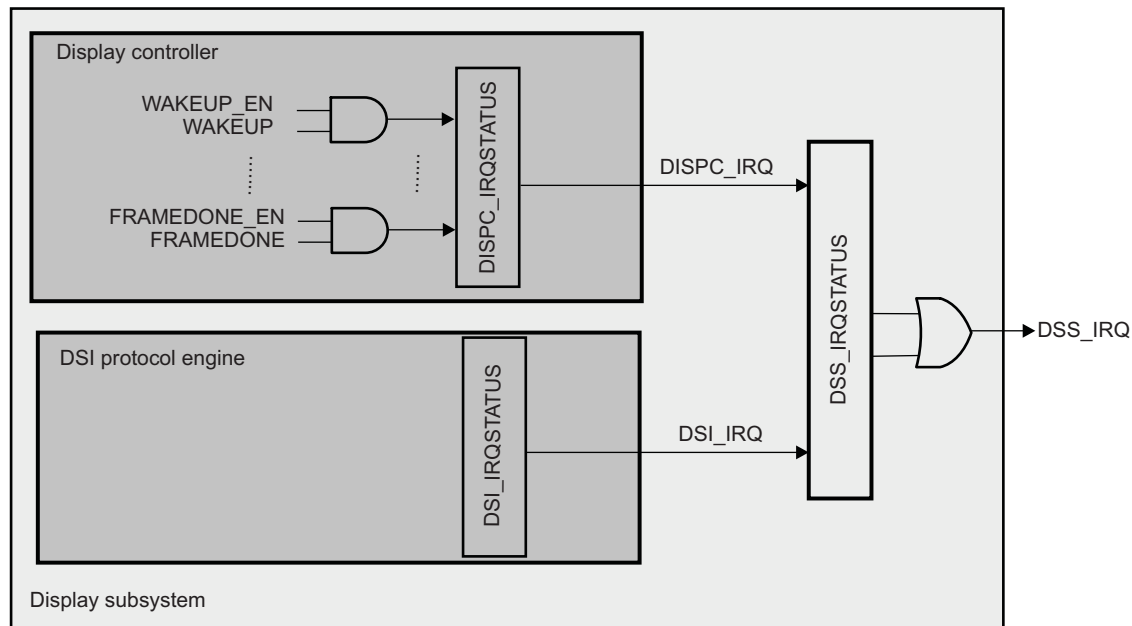 Display controller
WAKEUP_EN
WAKEUP
FRAMEDONE_EN
FRAMEDONE
DISPC_IRQSTATUS
DISPC_IRQ
DSS_IRQSTATUS
DSS_IRQ
DSI protocol engine
DSI_IRQSTATUS
DSI_IRQ
Display subsystem